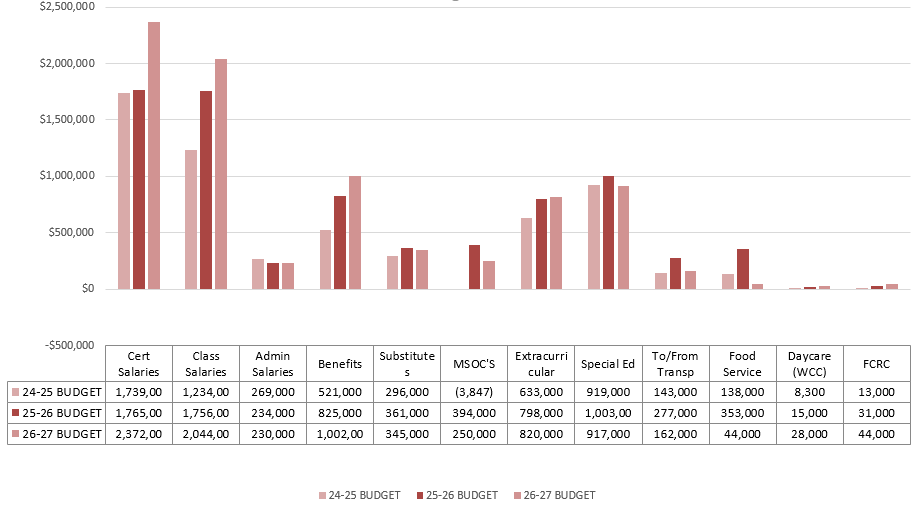 $2,500,000
$2,000,000
$1,500,000
$1,000,000
$500,000
$0
-$500,000
Cert Salaries Class Salaries Admin Salaries Benefits Substitute s MSOC'S Extracurri cular Special Ed To/From Transp Food Service Daycare (WCC) FCRC
24-25 BUDGET 1,739,00 1,234,00 269,000 521,000 296,000 (3,847) 633,000 919,000 143,000 138,000 8,300 13,000
25-26 BUDGET 1,765,00 1,756,00 234,000 825,000 361,000 394,000 798,000 1,003,00 277,000 353,000 15,000 31,000
26-27 BUDGET 2,372,00 2,044,00 230,000 1,002,00 345,000 250,000 820,000 917,000 162,000 44,000 28,000 44,000
24-25 BUDGET 25-26 BUDGET 26-27 BUDGET